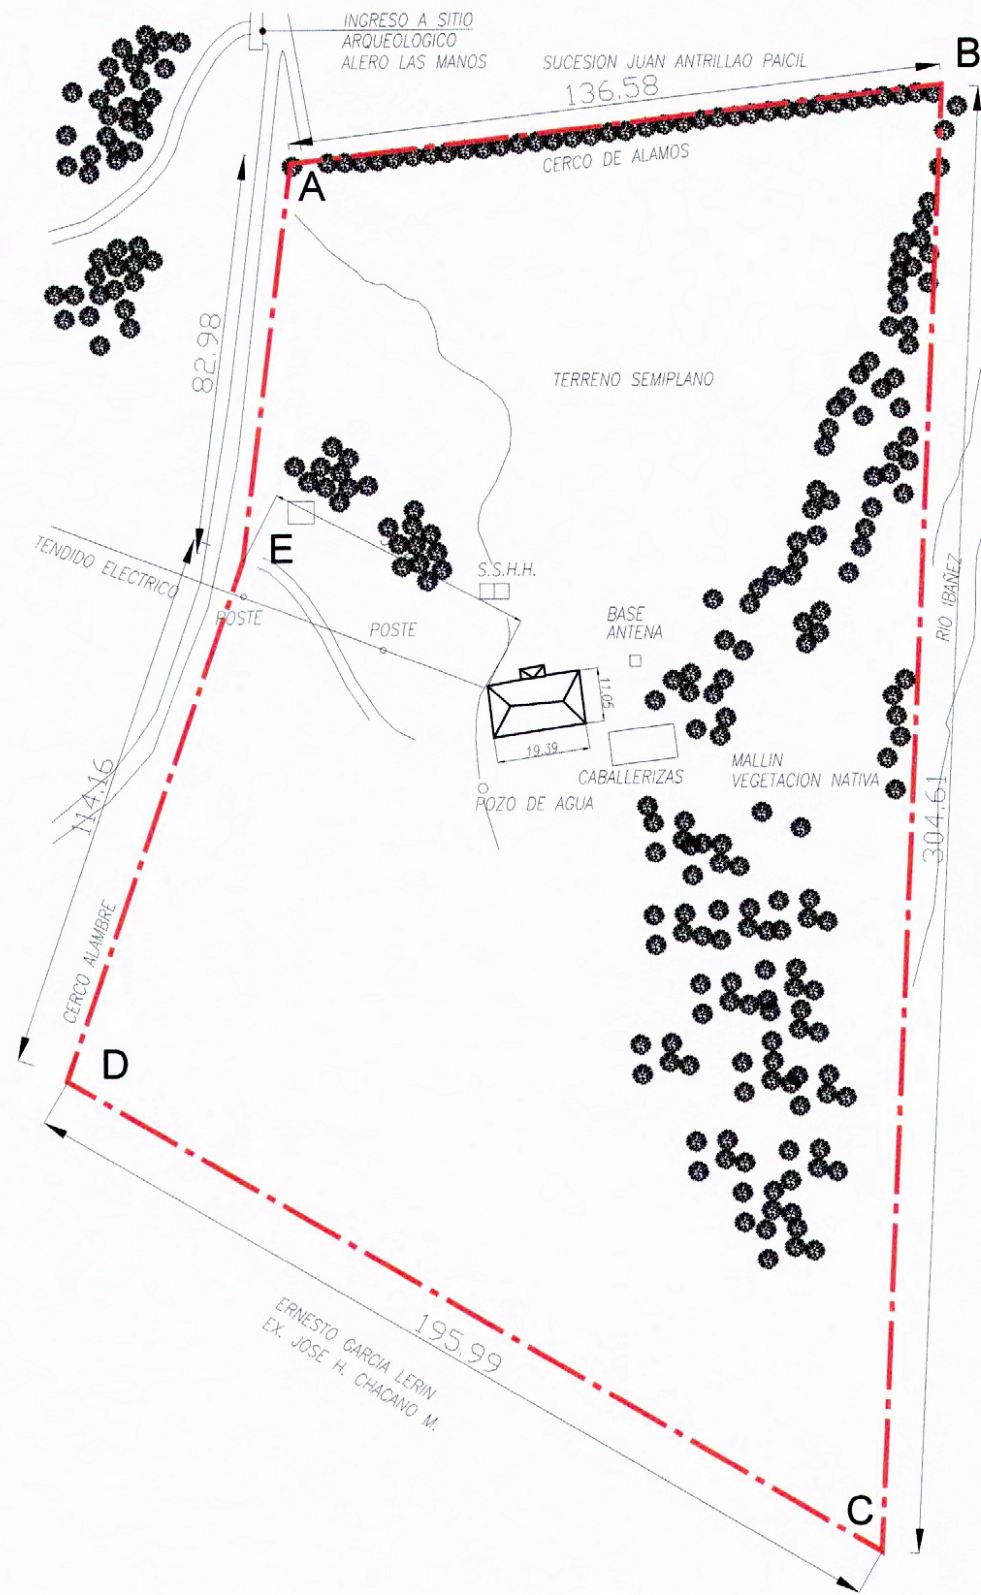 INGRESO A SITIO
ARQUEOLOGICO
ALERO LAS MANOS
SUCESION JUAN ANTRILLAO PAICIL
B
136.58
CERCO DE ALAMOS
A
82.98
TERRENO SEMIPLANO
E
TENDIDO ELECTRICO
POSTE
POSTE
S.S.H.H.
BASE
ANTENA
RIO IBAÑEZ
11.05
19.39
CABALLERIZAS
MALLIN
VEGETACION NATIVA
POZO DE AGUA
114.16
304.61
CERCO ALAMBRE
D
195.99
ERNESTO GARCIA LERIN
EX. JOSE H. CHACANO M.
C